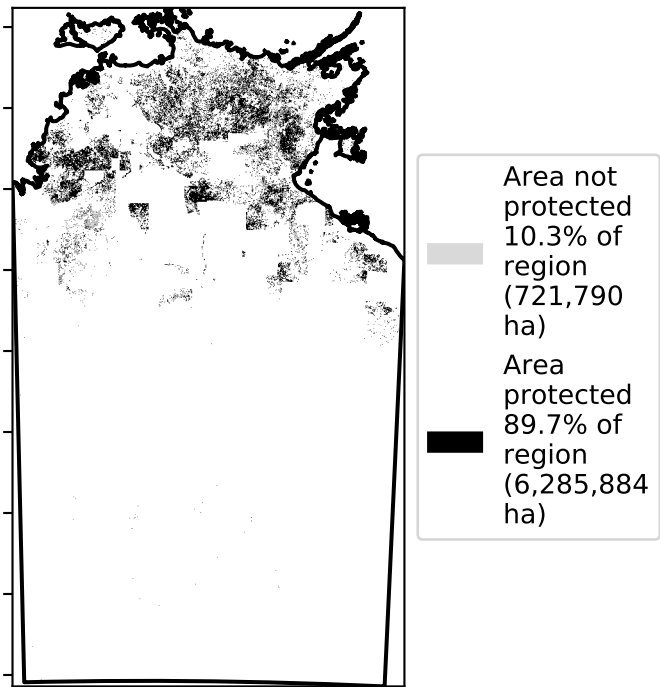 Area not
protected
10.3% of
region
(721,790
ha)
Area
protected
89.7% of
region
(6,285,884
ha)